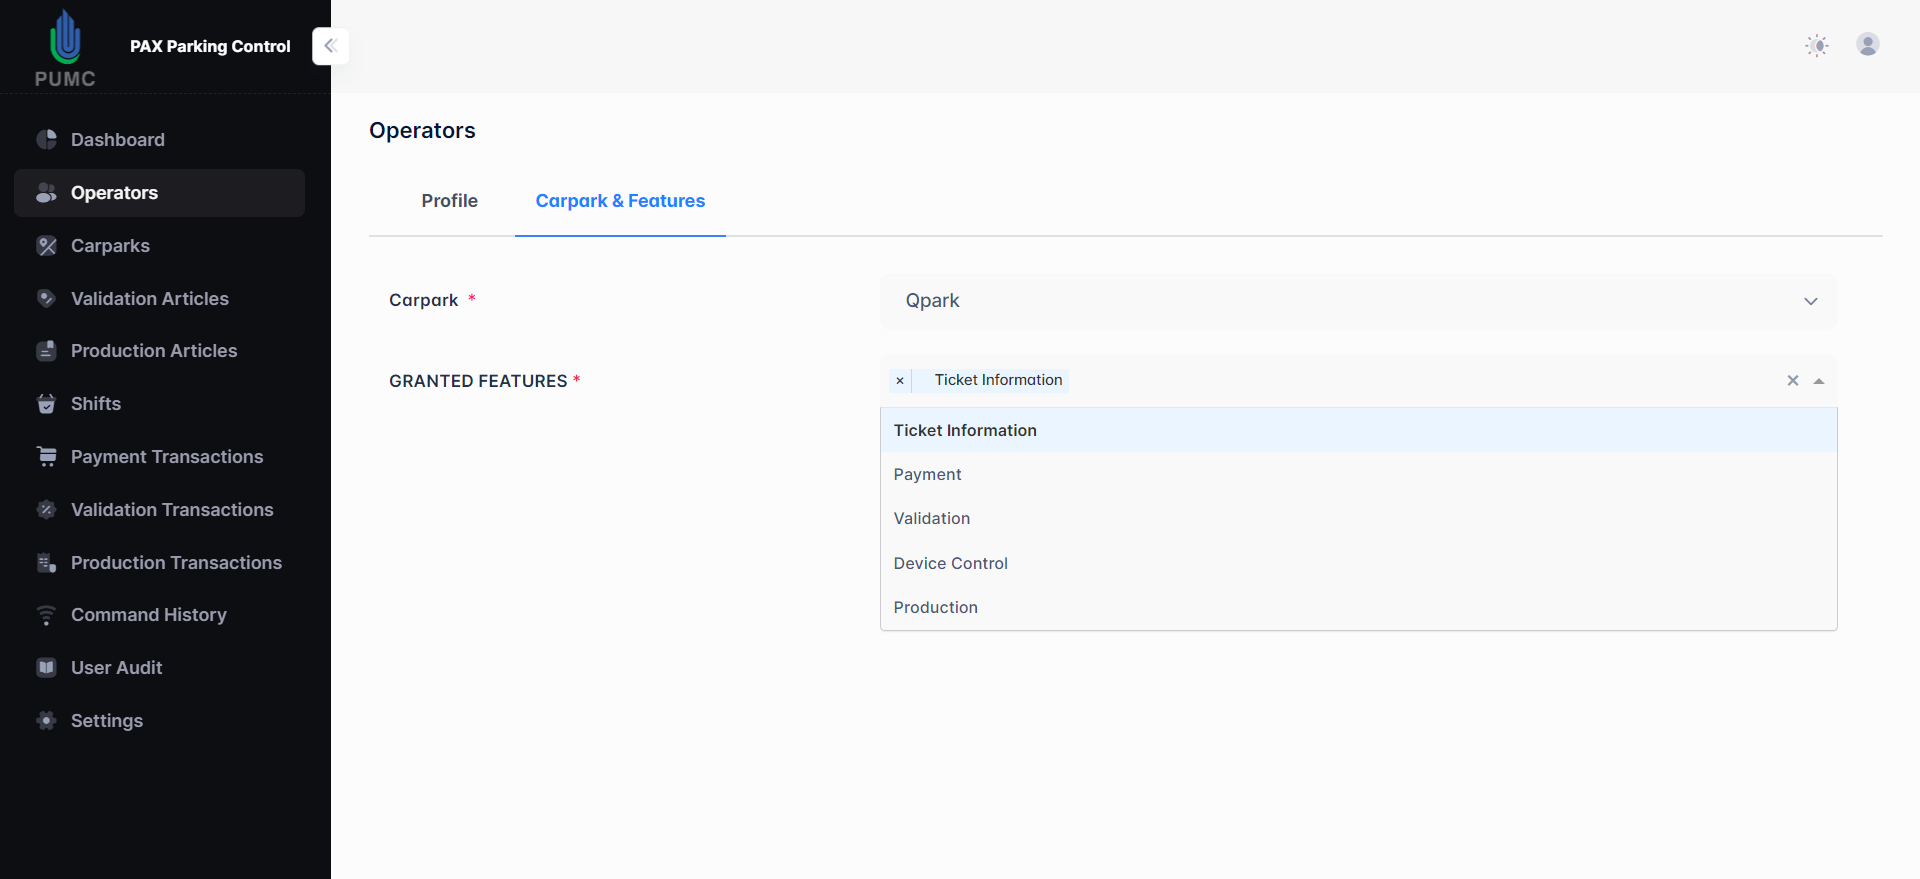 PUMC
PAX Parking Control
Dashboard
Operators
Carparks
Validation Articles
Production Articles
Shifts
Payment Transactions
Validation Transactions
Production Transactions
Command History
User Audit
Settings
Operators
Profile
Carpark & Features
Carpark *
Qpark
GRANTED FEATURES *
× Ticket Information
Ticket Information
Payment
Validation
Device Control
Production